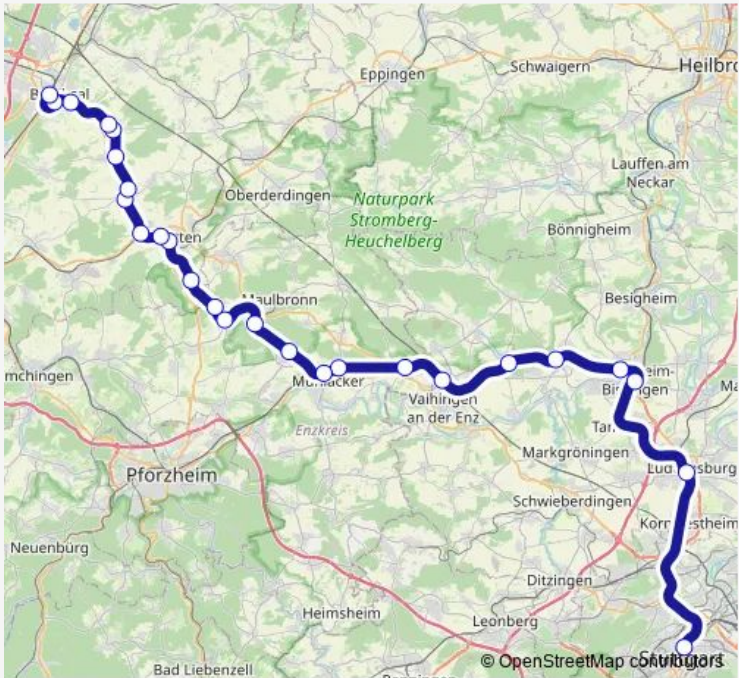 Eppingen
Schwaigern
Heilbro
Lauffen am
Neckar
Oberderdingen
Naturpark
Stromberg-
Heuchelberg
Bönnigheim
Besigheim
Maulbronn
mchingen
Vaihingen
an der Enz
Enzkreis
Markgröningen
Pforzheim
Schwieberdingen
Neuenbürg
Ditzingen
Heimsheim
Leonberg
Bad Liebenzell
© OpenStreetMap contributors